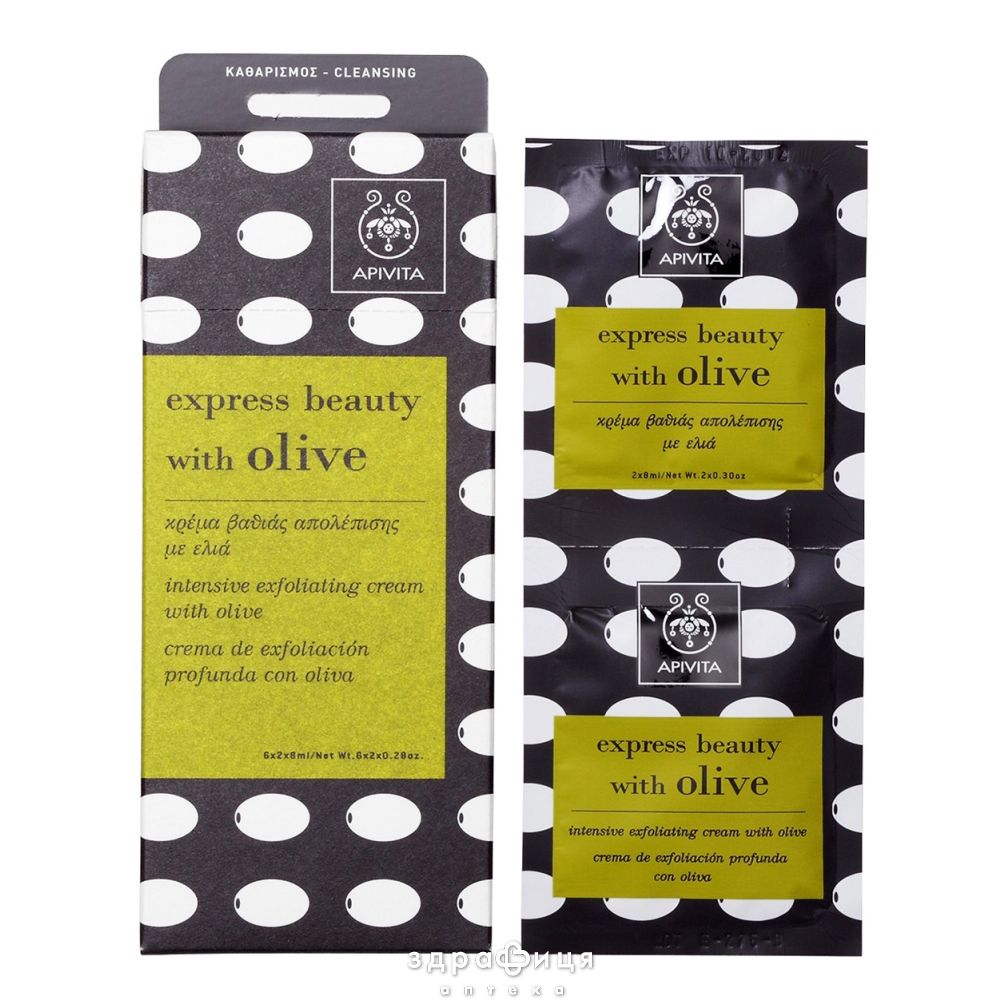 ΚΑΘΑΡΙΣΜΟΣ - CLEANSING
APIVITA
express beauty
with olive
κρέμα βαθιάς απολέπισης
με ελιά
intensive exfoliating cream
with olive
crema de exfoliación
profunda con oliva
6x2x8ml/Net Wt.6x2x0.28oz.
APIVITA
express beauty
with olive
κρέμα βαθιάς απολέπισης
με ελιά
2x8ml/Net Wt.2x0.30oz
APIVITA
express beauty
with olive
intensive exfoliating cream with olive
crema de exfoliación profunda
con oliva
здравиця
аптека